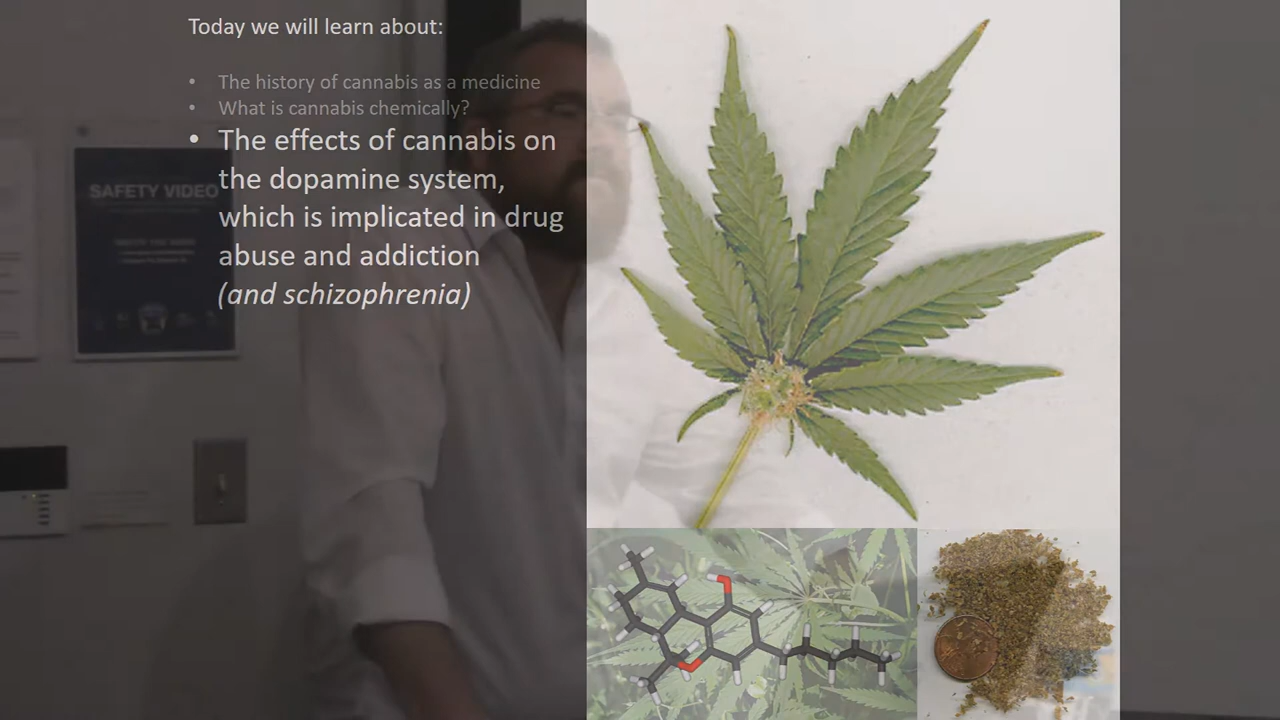 Today we will learn about:
• The history of cannabis as a medicine
• What is cannabis chemically?
• The effects of cannabis on
the dopamine system,
which is implicated in drug
abuse and addiction
(and schizophrenia)
SAFETY VIDEO